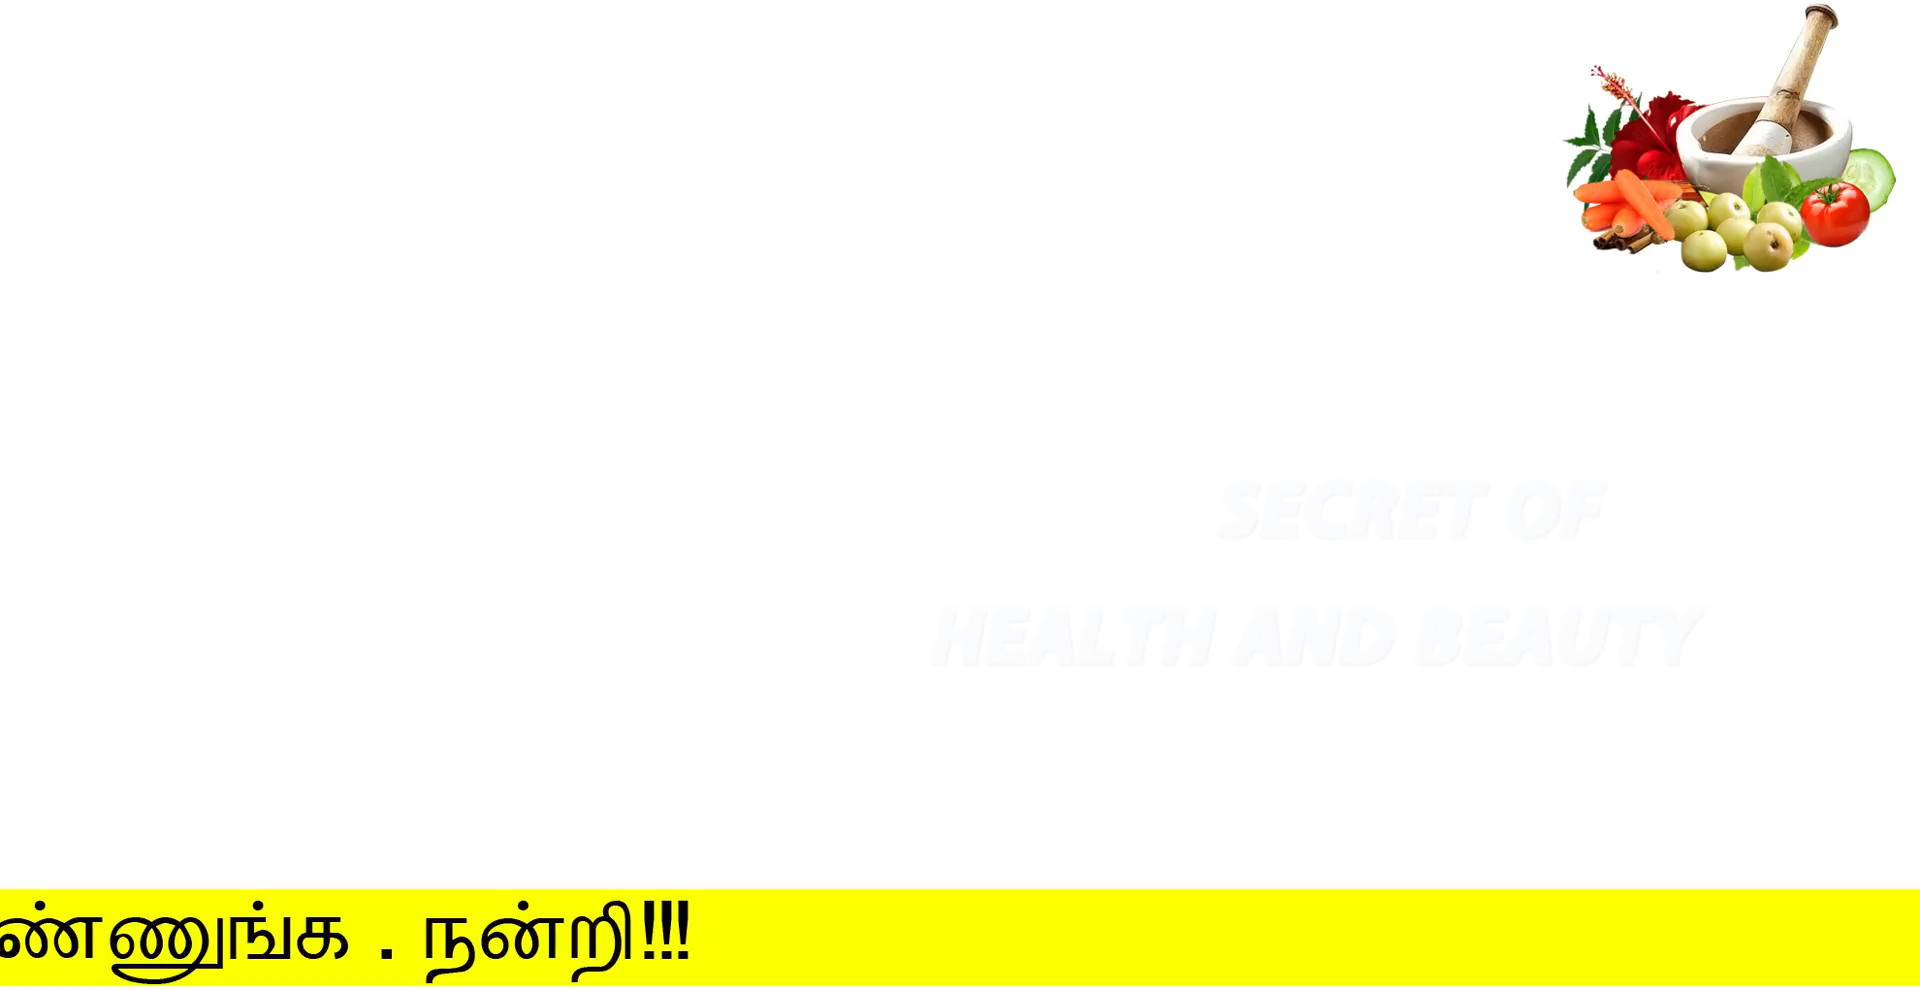 SECRET OF
HEALTH AND BEAUTY
நன்றி!!!